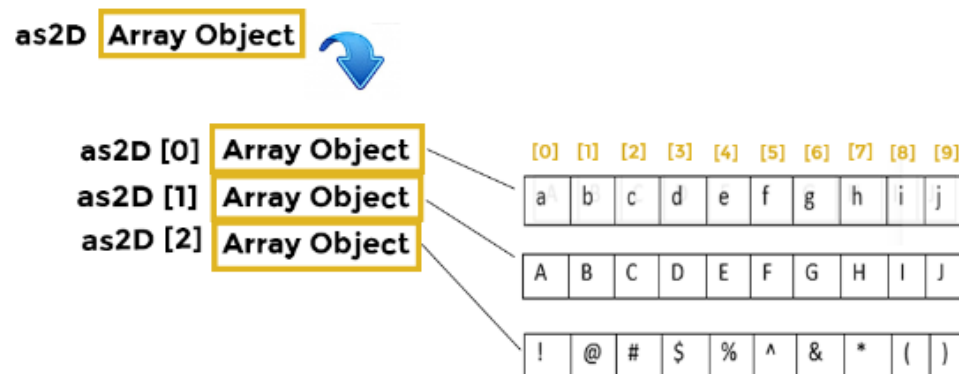 as2D Array Object
as2D [0] Array Object
as2D [1] Array Object
as2D [2] Array Object
[0] [1] [2] [3] [4] [5] [6] [7] [8] [9]
a b c d e f g h i j
A B C D E F G H I J
! @ # $ % ^ & * ( )